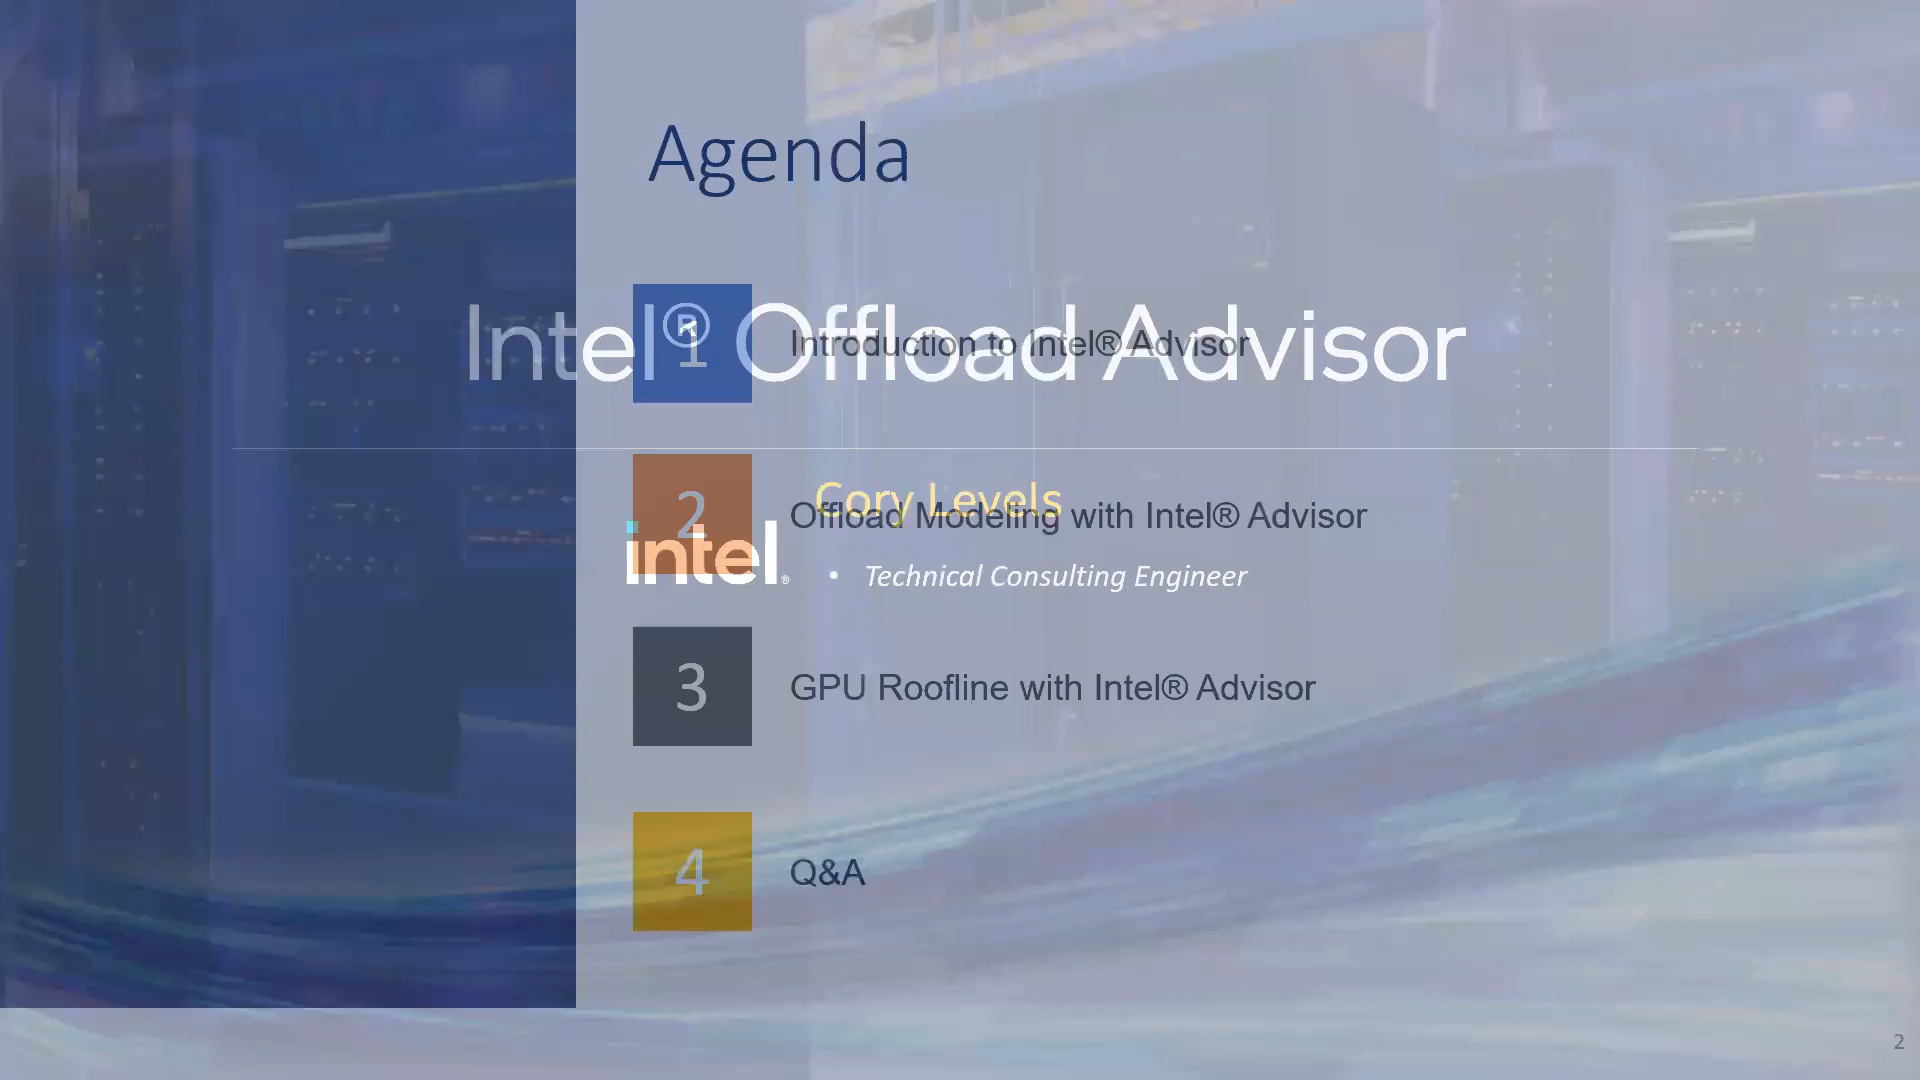 Agenda
Intel® Offload Advisor
1
Introduction to Intel® Advisor
Cory Levels
2
Offload Modeling with Intel® Advisor
intel®
• Technical Consulting Engineer
3
GPU Roofline with Intel® Advisor
4
Q&A
2